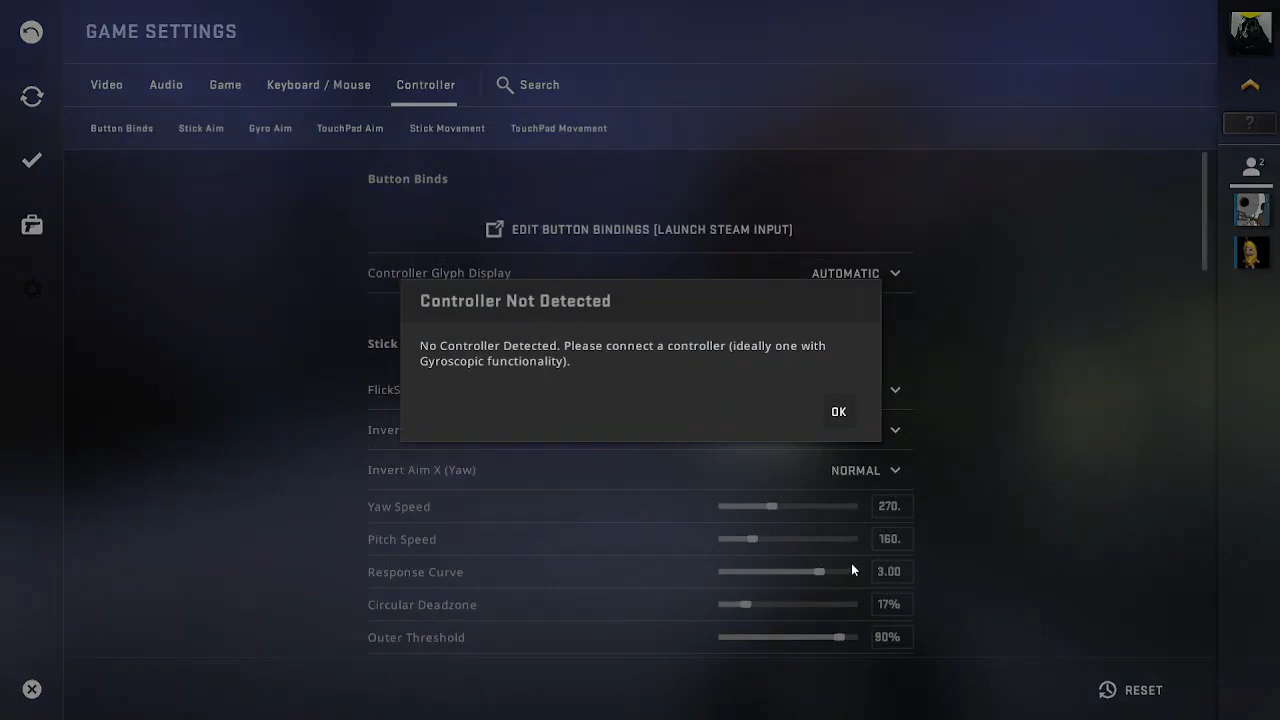 GAME SETTINGS
Video Audio Game Keyboard / Mouse Controller Search
Button Binds Stick Aim Gyro Aim TouchPad Aim Stick Movement TouchPad Movement
?
2
Button Binds
EDIT BUTTON BINDINGS [LAUNCH STEAM INPUT]
Controller Glyph Display AUTOMATIC
Controller Not Detected
No Controller Detected. Please connect a controller (ideally one with
Gyroscopic functionality).
OK
Stick
FlickS
Inver
Invert Aim X (Yaw) NORMAL
Yaw Speed 270.
Pitch Speed 160.
Response Curve 3.00
Circular Deadzone 17%
Outer Threshold 90%
RESET